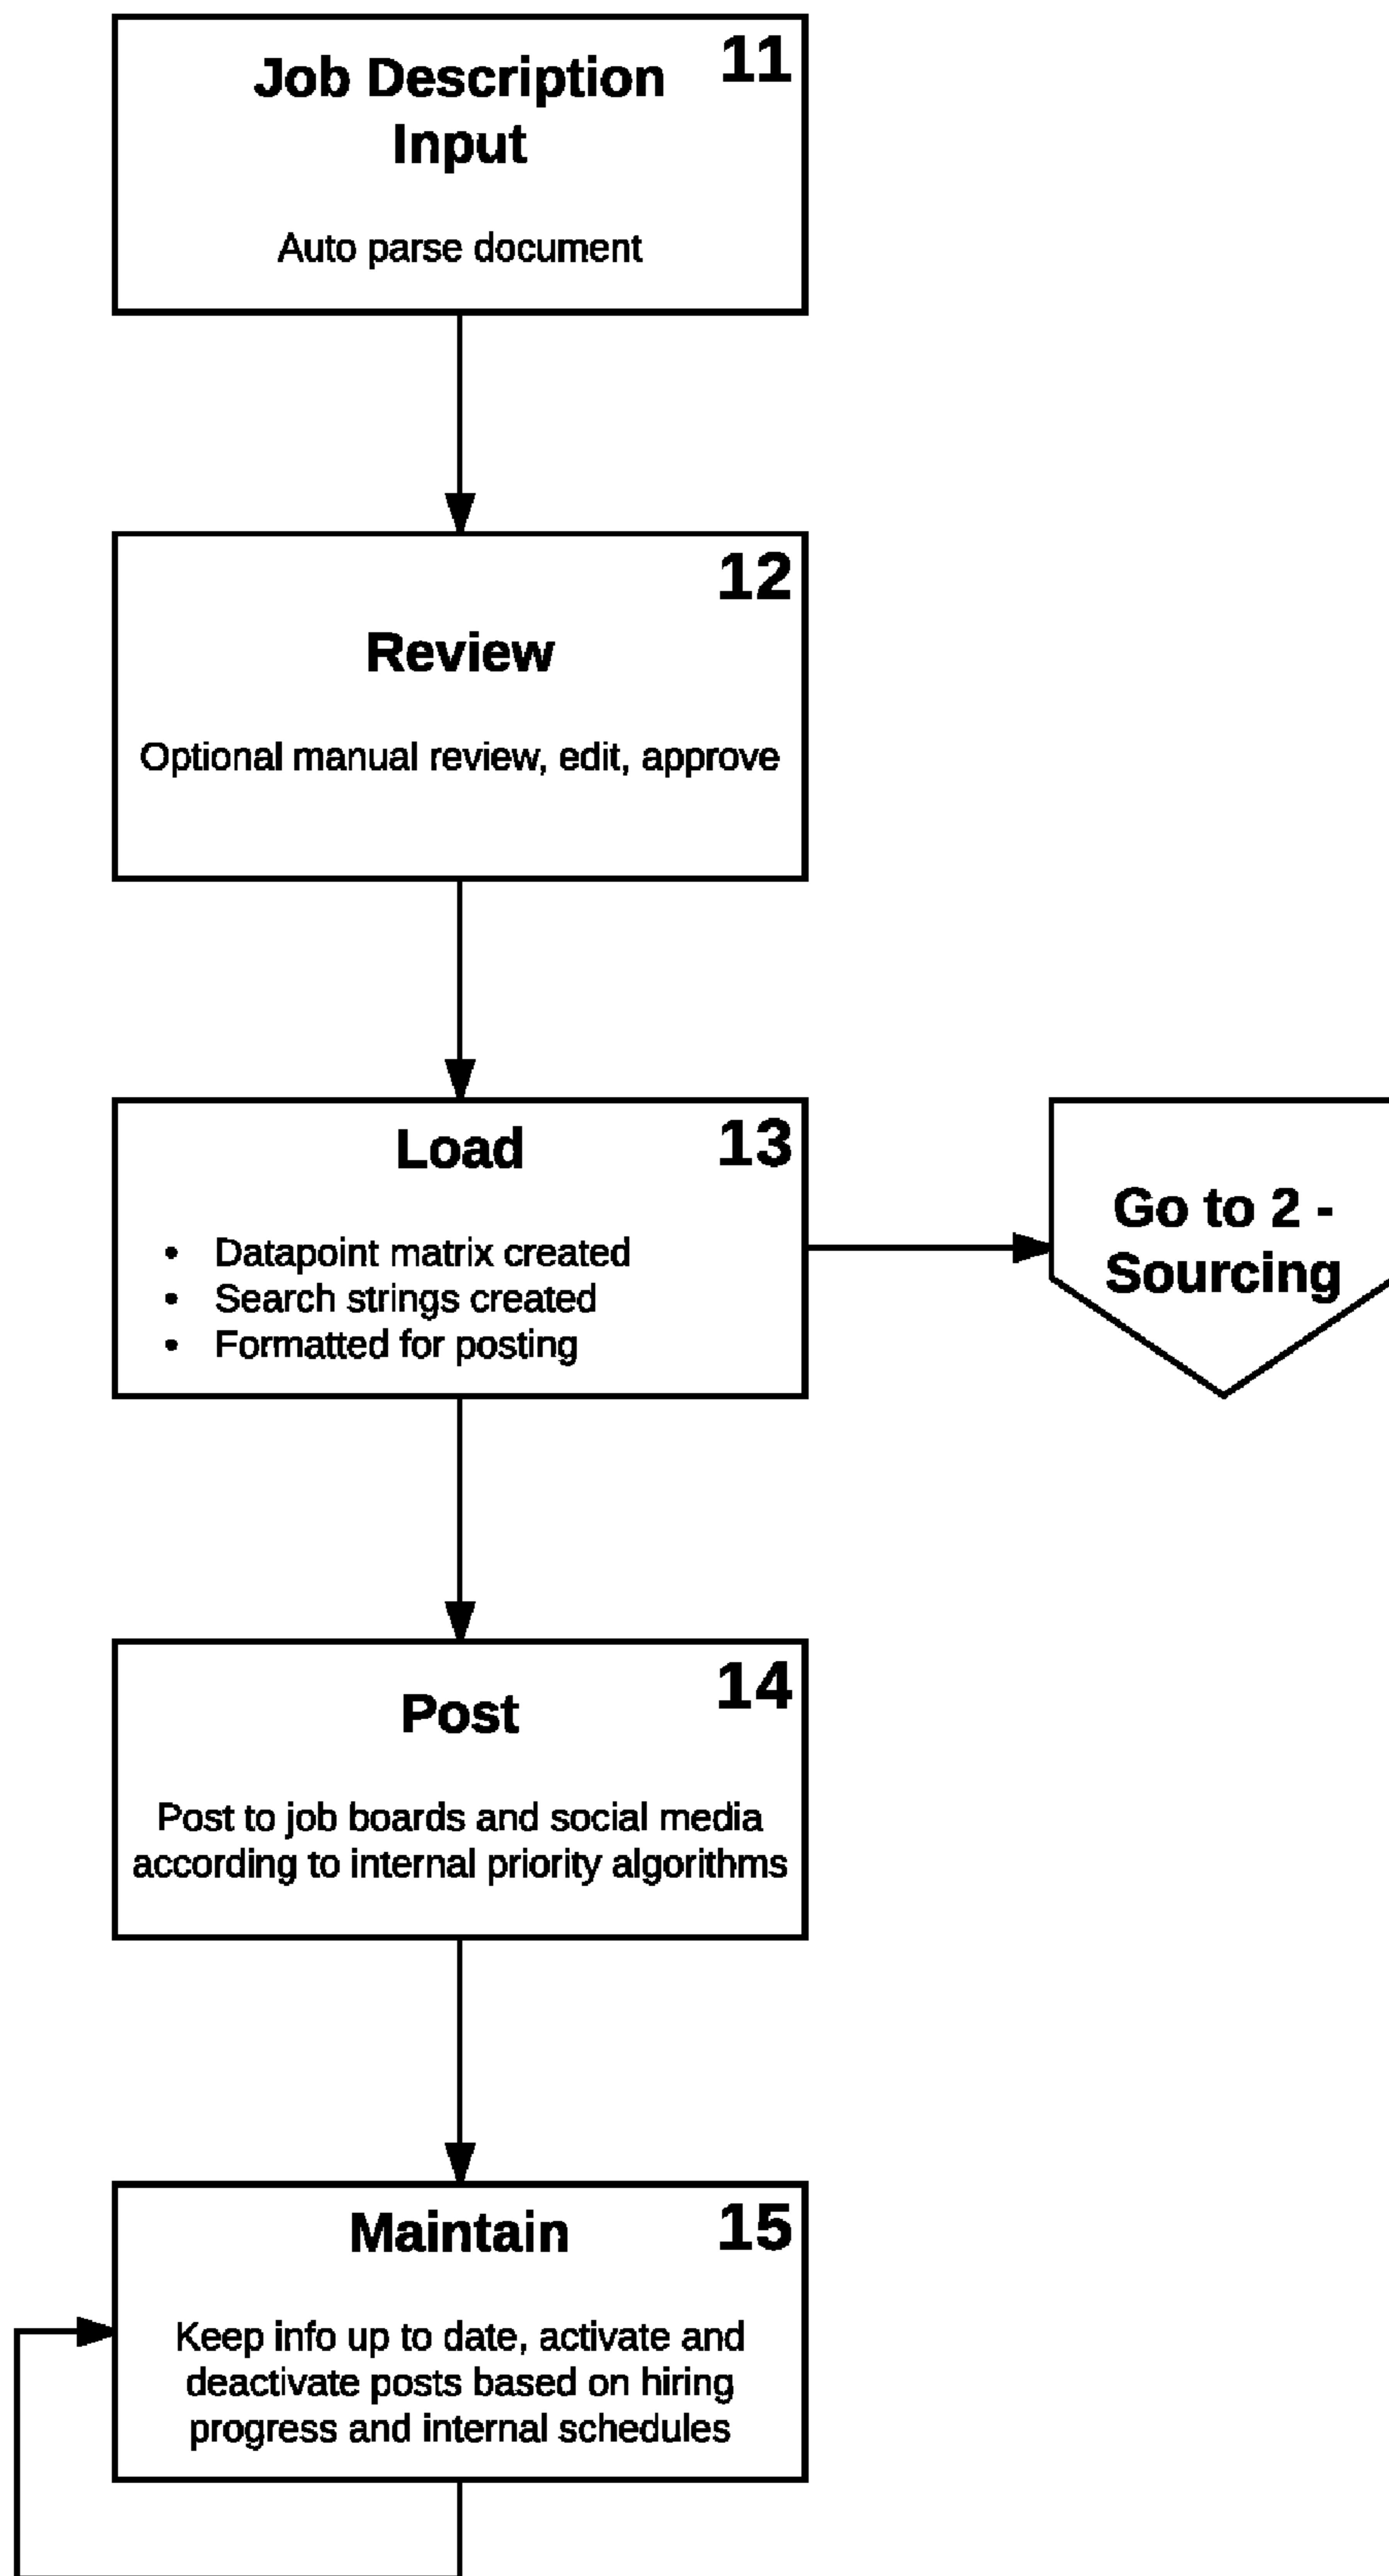 11
Job Description
Input
Auto parse document
12
Review
Optional manual review, edit, approve
13
Load
• Datapoint matrix created
• Search strings created
• Formatted for posting
Go to 2 -
Sourcing
14
Post
Post to job boards and social media
according to internal priority algorithms
15
Maintain
Keep info up to date, activate and
deactivate posts based on hiring
progress and internal schedules